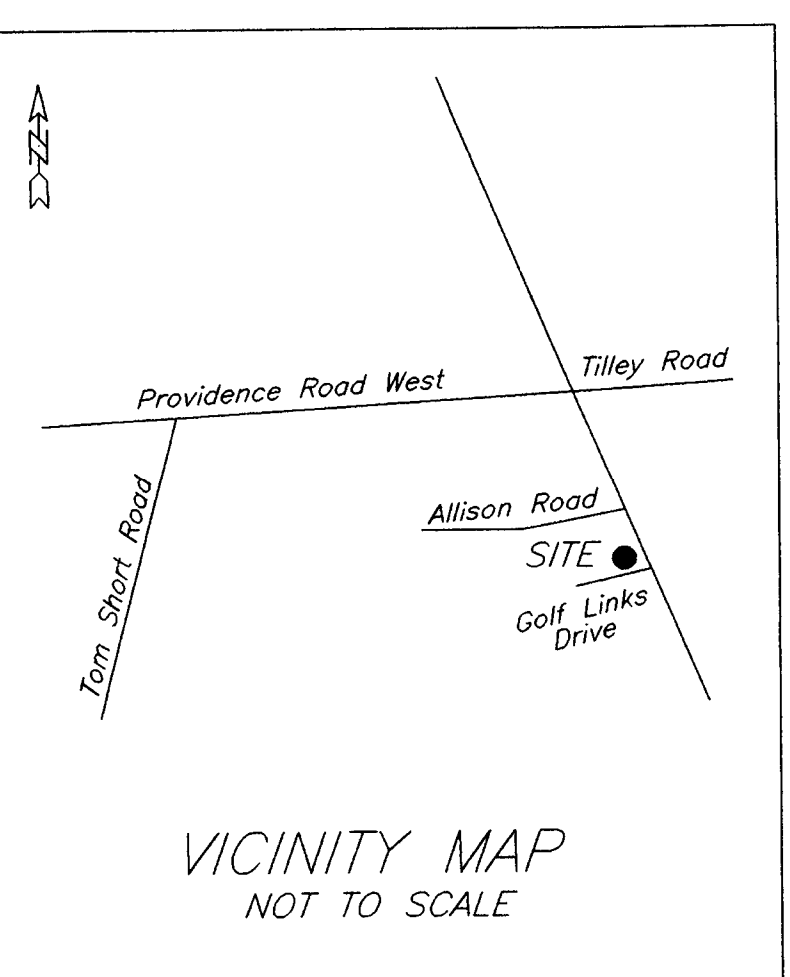 N
Tilley Road
Providence Road West
Allison Road
SITE
Tom Short Road
Golf Links
Drive
VICINITY MAP
NOT TO SCALE